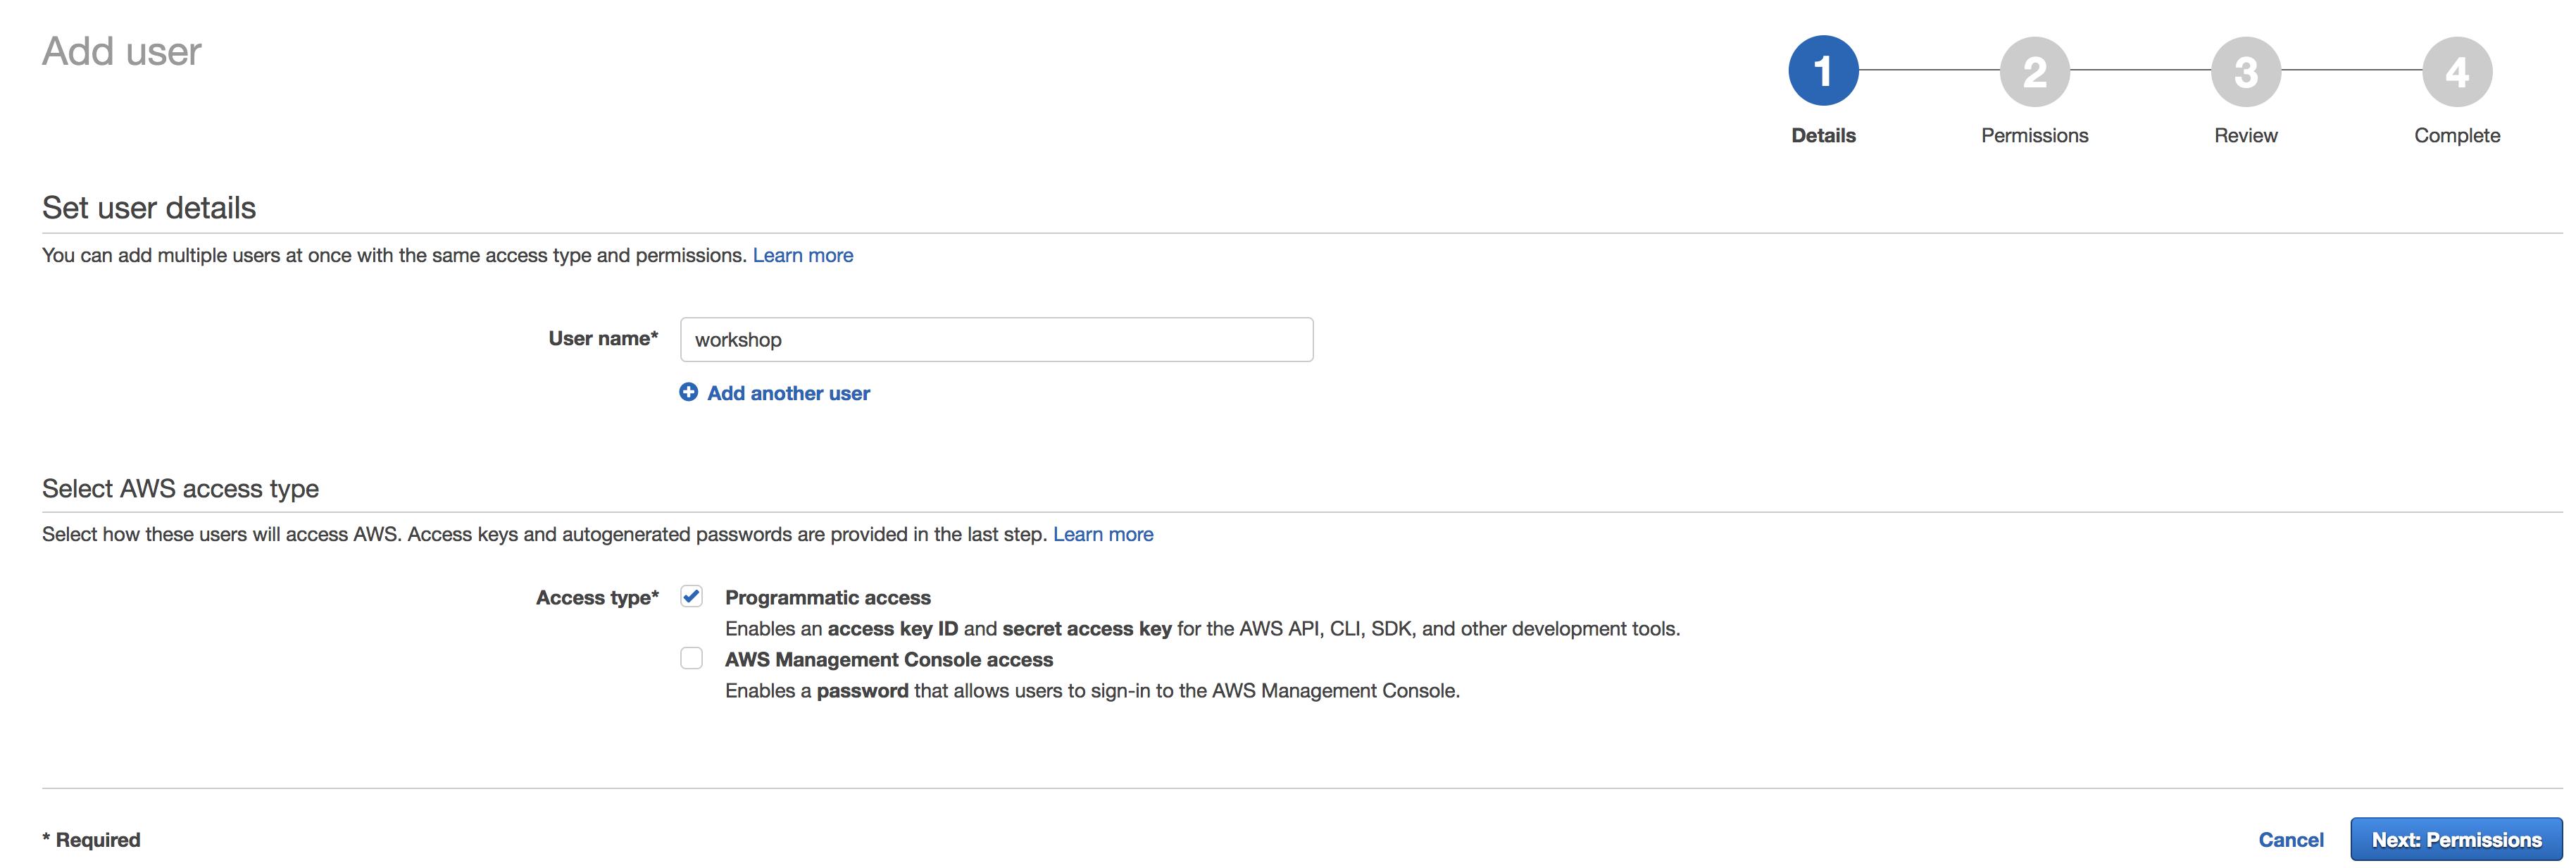 Add user
1
2
3
4
Details
Permissions
Review
Complete
Set user details
You can add multiple users at once with the same access type and permissions. Learn more
User name*
workshop
Add another user
Select AWS access type
Select how these users will access AWS. Access keys and autogenerated passwords are provided in the last step. Learn more
Access type*
Programmatic access
Enables an access key ID and secret access key for the AWS API, CLI, SDK, and other development tools.
AWS Management Console access
Enables a password that allows users to sign-in to the AWS Management Console.
* Required
Cancel
Next: Permissions